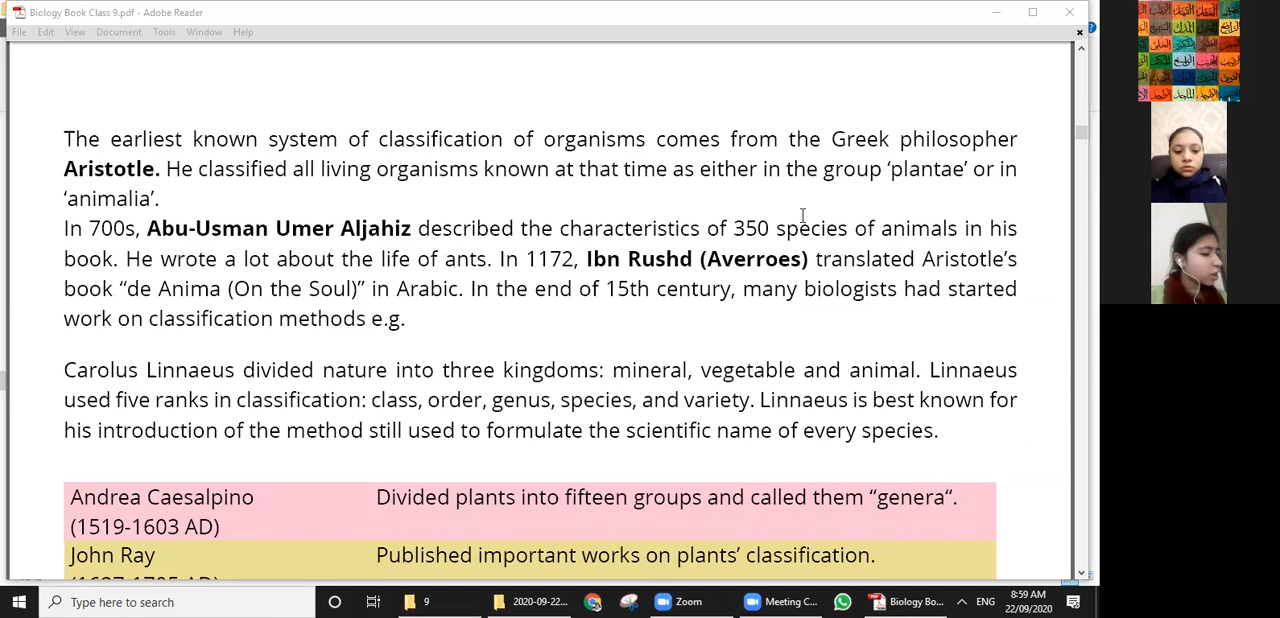 Biology Book Class 9.pdf - Adobe Reader
File Edit View Document Tools Window Help
The earliest known system of classification of organisms comes from the Greek philosopher
Aristotle. He classified all living organisms known at that time as either in the group ‘plantae’ or in
‘animalia’.
In 700s, Abu-Usman Umer Aljahiz described the characteristics of 350 species of animals in his
book. He wrote a lot about the life of ants. In 1172, Ibn Rushd (Averroes) translated Aristotle’s
book “de Anima (On the Soul)” in Arabic. In the end of 15th century, many biologists had started
work on classification methods e.g.
Carolus Linnaeus divided nature into three kingdoms: mineral, vegetable and animal. Linnaeus
used five ranks in classification: class, order, genus, species, and variety. Linnaeus is best known for
his introduction of the method still used to formulate the scientific name of every species.
Andrea Caesalpino Divided plants into fifteen groups and called them “genera“.
(1519-1603 AD)
John Ray Published important works on plants’ classification.
Type here to search
9
2020-09-22...
Zoom
Meeting C...
Biology Bo...
ENG
8:59 AM
22/09/2020